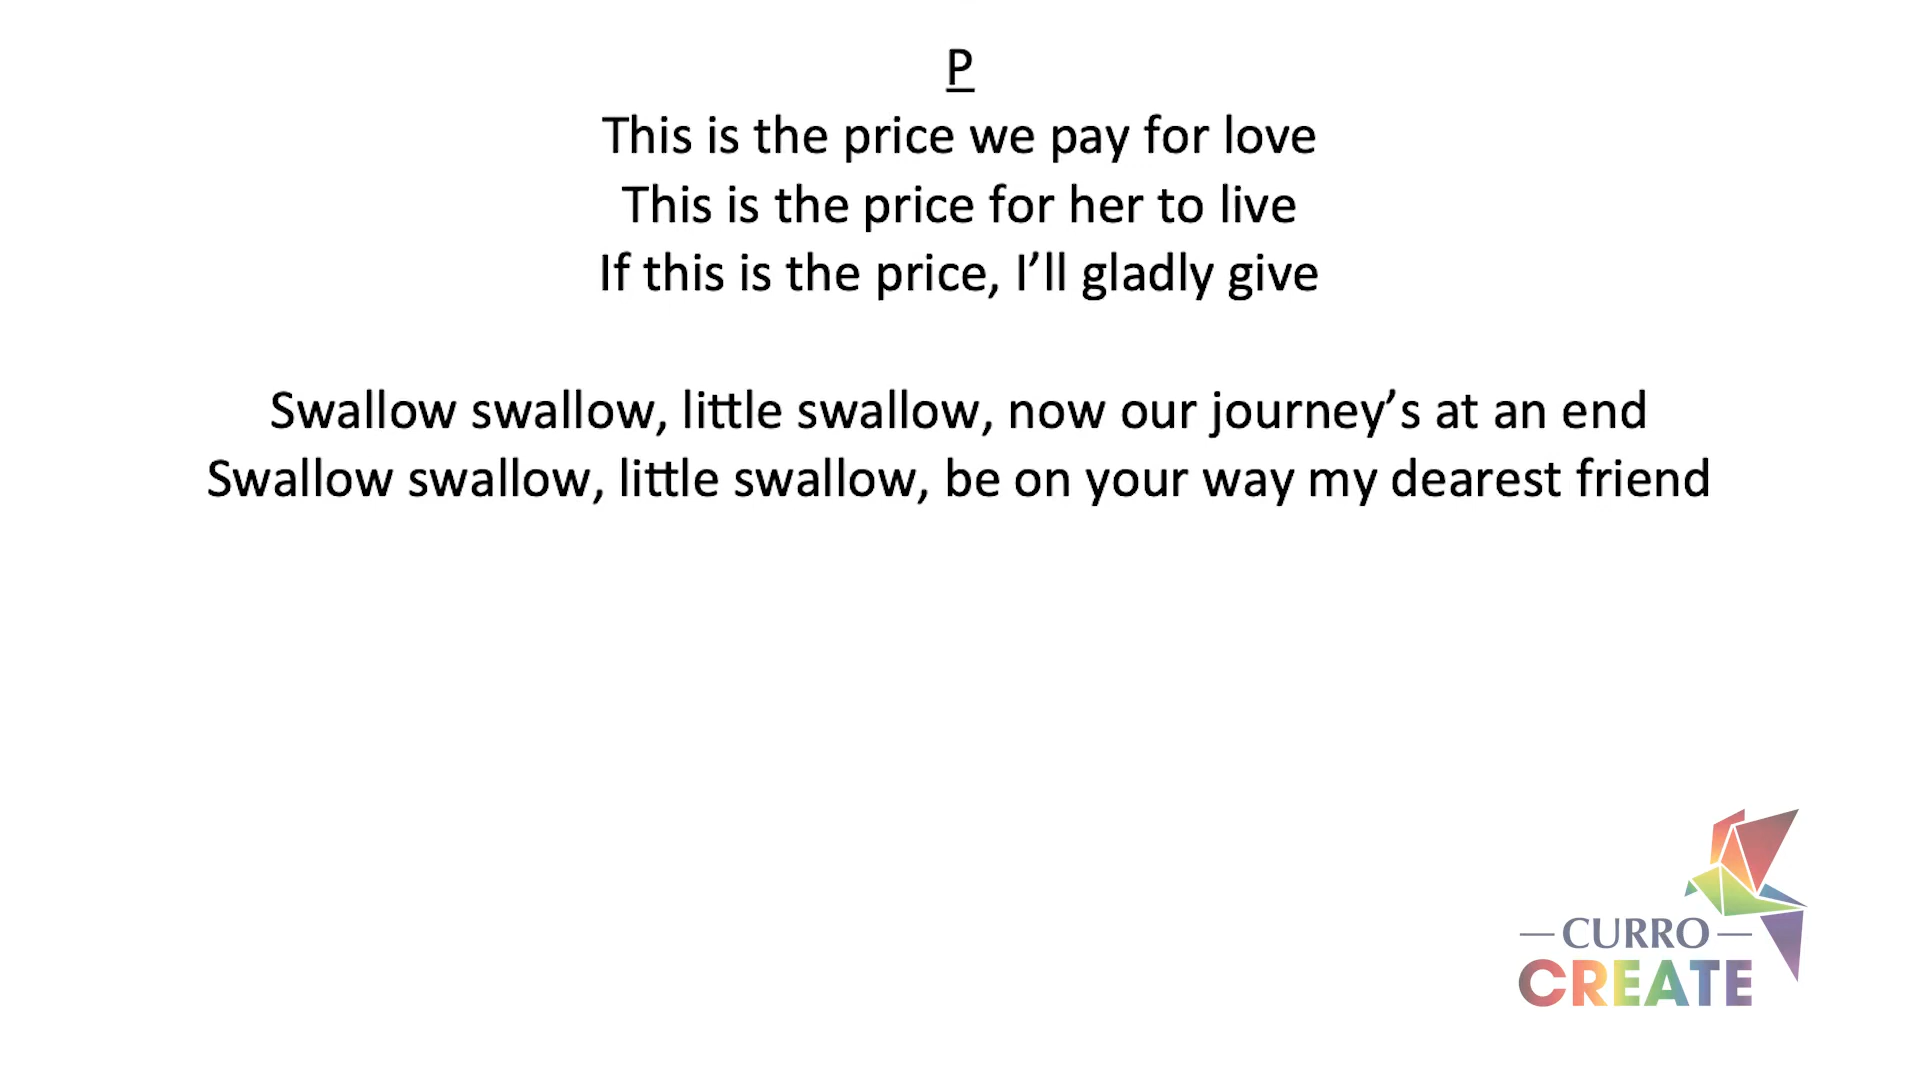 P
This is the price we pay for love
This is the price for her to live
If this is the price, I’ll gladly give
Swallow swallow, little swallow, now our journey’s at an end
Swallow swallow, little swallow, be on your way my dearest friend
CURRO
CREATE